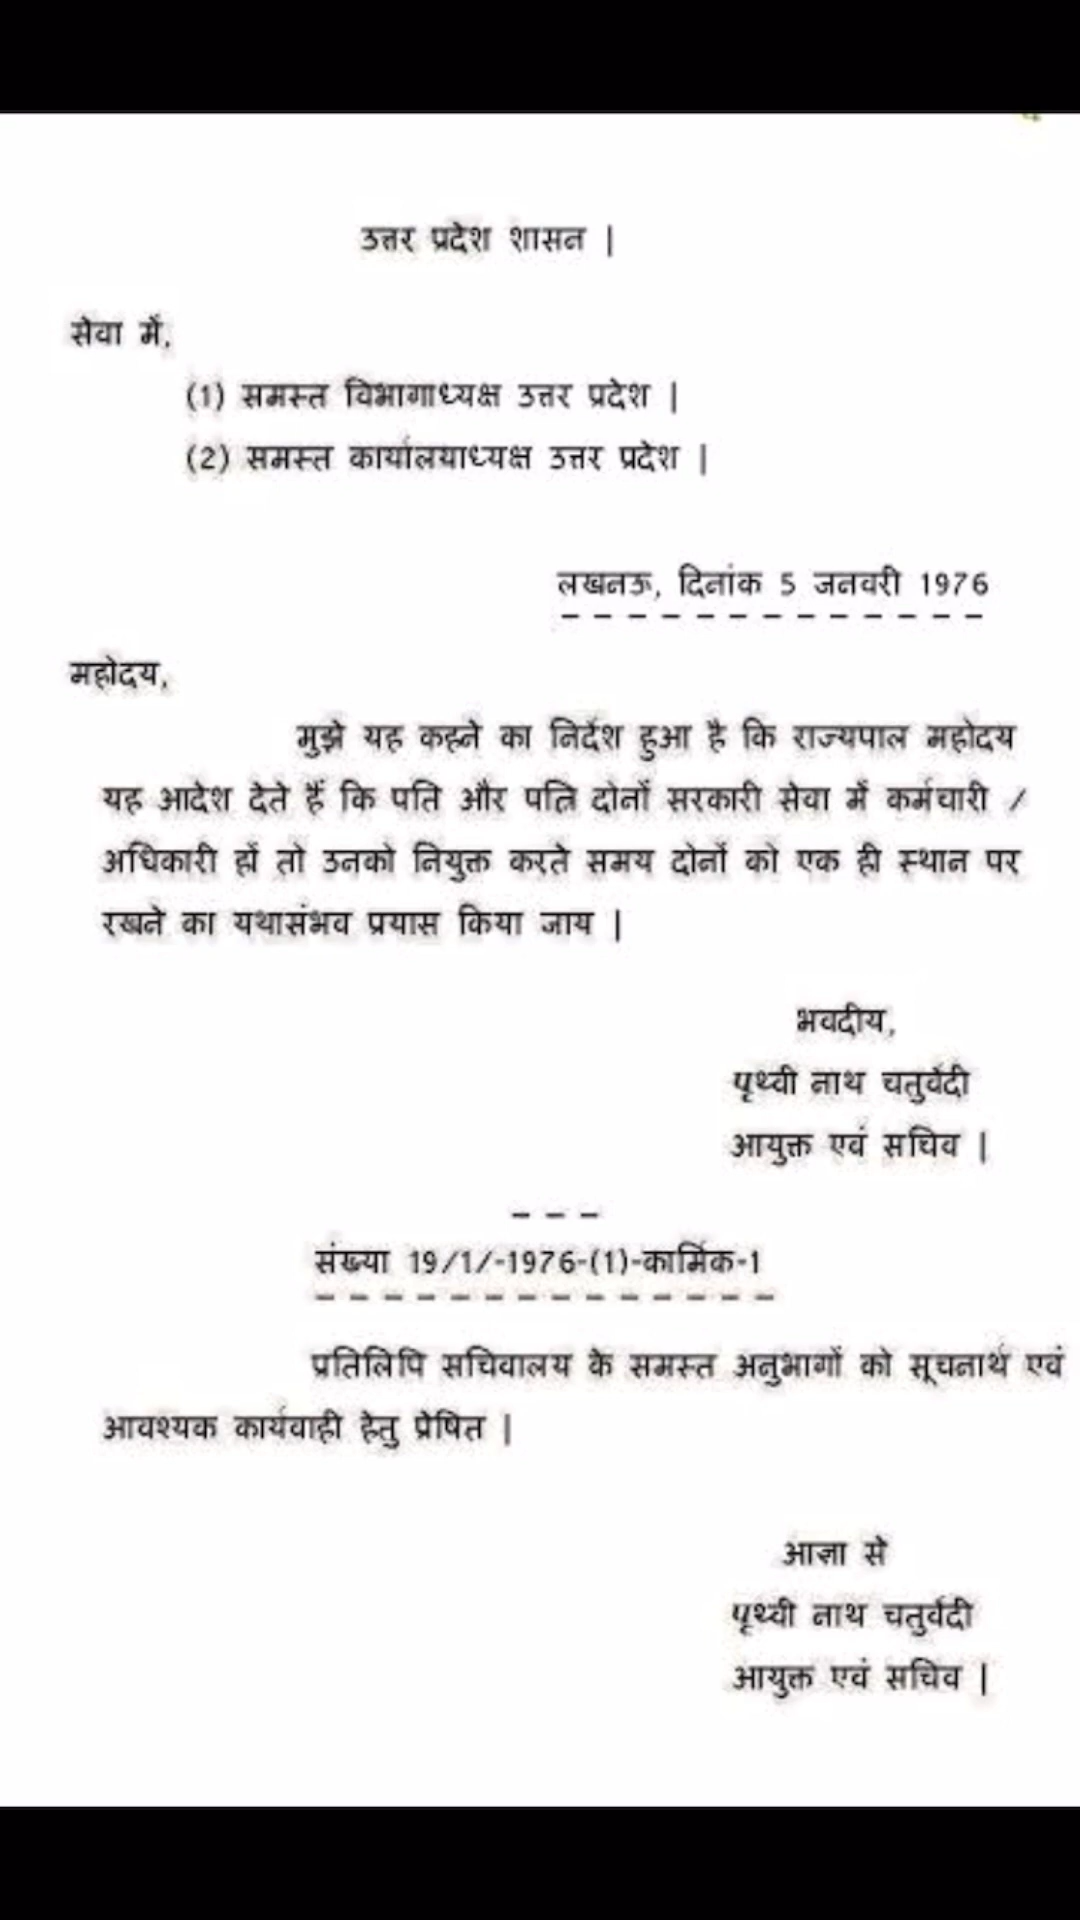 उत्तर प्रदेश शासन |
सेवा में,
(1) समस्त विभागाध्यक्ष उत्तर प्रदेश |
(2) समस्त कार्यालयाध्यक्ष उत्तर प्रदेश |
लखनऊ, दिनांक 5 जनवरी 1976
महोदय,
मुझे यह कहने का निर्देश हुआ है कि राज्यपाल महोदय
यह आदेश देते हैं कि पति और पत्नि दोनों सरकारी सेवा में कर्मचारी /
अधिकारी हों तो उनको नियुक्त करते समय दोनों को एक ही स्थान पर
रखने का यथासंभव प्रयास किया जाय |
भवदीय,
पृथ्वी नाथ चतुर्वेदी
आयुक्त एवं सचिव |
- - -
संख्या 19/1/-1976-(1)-कार्मिक-1
प्रतिलिपि सचिवालय के समस्त अनुभागों को सूचनार्थ एवं
आवश्यक कार्यवाही हेतु प्रेषित |
आज्ञा से
पृथ्वी नाथ चतुर्वेदी
आयुक्त एवं सचिव |